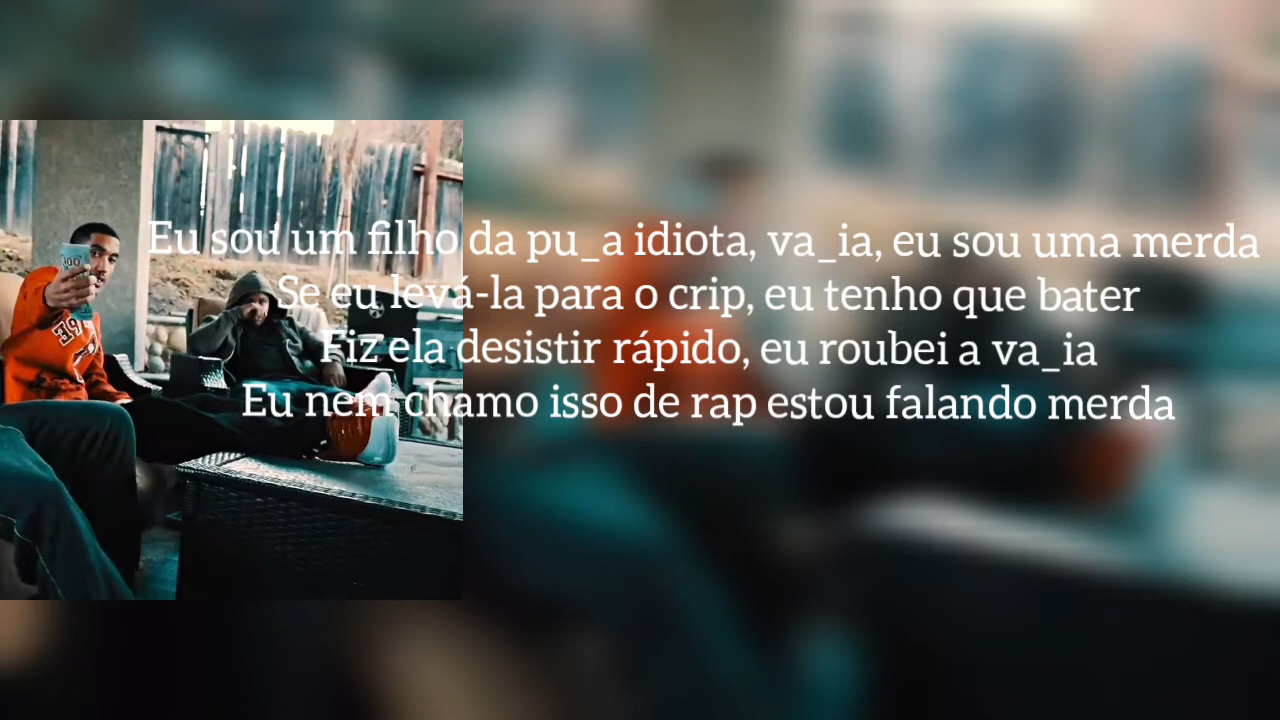 Eu sou um filho da pu_a idiota, va_ia, eu sou uma merda
Se eu levá-la para o crip, eu tenho que bater
Fiz ela desistir rápido, eu roubei a va_ia
Eu nem chamo isso de rap estou falando merda